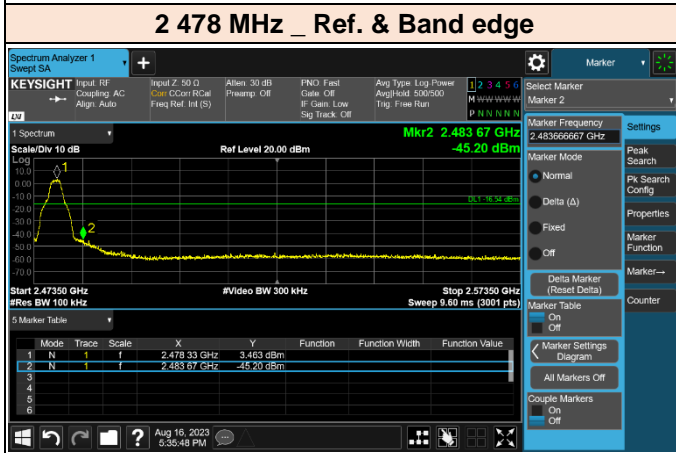 2 478 MHz _ Ref. & Band edge
Spectrum Analyzer 1
Swept SA
+
Marker
KEYSIGHT
Input: RF
Coupling: AC
Align: Auto
Input Z: 50 Ω
Corr CCorr RCal
Freq Ref: Int (S)
Atten: 30 dB
Preamp: Off
PNO: Fast
Gate: Off
IF Gain: Low
Sig Track: Off
Avg Type: Log-Power
Avg|Hold: 500/500
Trig: Free Run
1 2 3 4 5 6
M W W W W W
P N N N N N
LXI
Select Marker
Marker 2
1 Spectrum
Mkr2 2.483 67 GHz
-45.20 dBm
Scale/Div 10 dB
Ref Level 20.00 dBm
Log
10.0
0.00
-10.0
-20.0
-30.0
-40.0
-50.0
-60.0
-70.0
1
2
DL1 -16.54 dBm
Start 2.47350 GHz
#Video BW 300 kHz
Stop 2.57350 GHz
#Res BW 100 kHz
Sweep 9.60 ms (3001 pts)
5 Marker Table
Mode Trace Scale X Y Function Function Width Function Value
1 N 1 f 2.478 33 GHz 3.463 dBm
2 N 1 f 2.483 67 GHz -45.20 dBm
3
4
5
6
Marker Frequency
2.483666667 GHz
Marker Mode
Normal
Delta (Δ)
Fixed
Off
Delta Marker
(Reset Delta)
Marker Table
On
Off
Marker Settings
Diagram
All Markers Off
Couple Markers
On
Off
Settings
Peak
Search
Pk Search
Config
Properties
Marker
Function
Marker→
Counter
?
Aug 16, 2023
5:35:48 PM